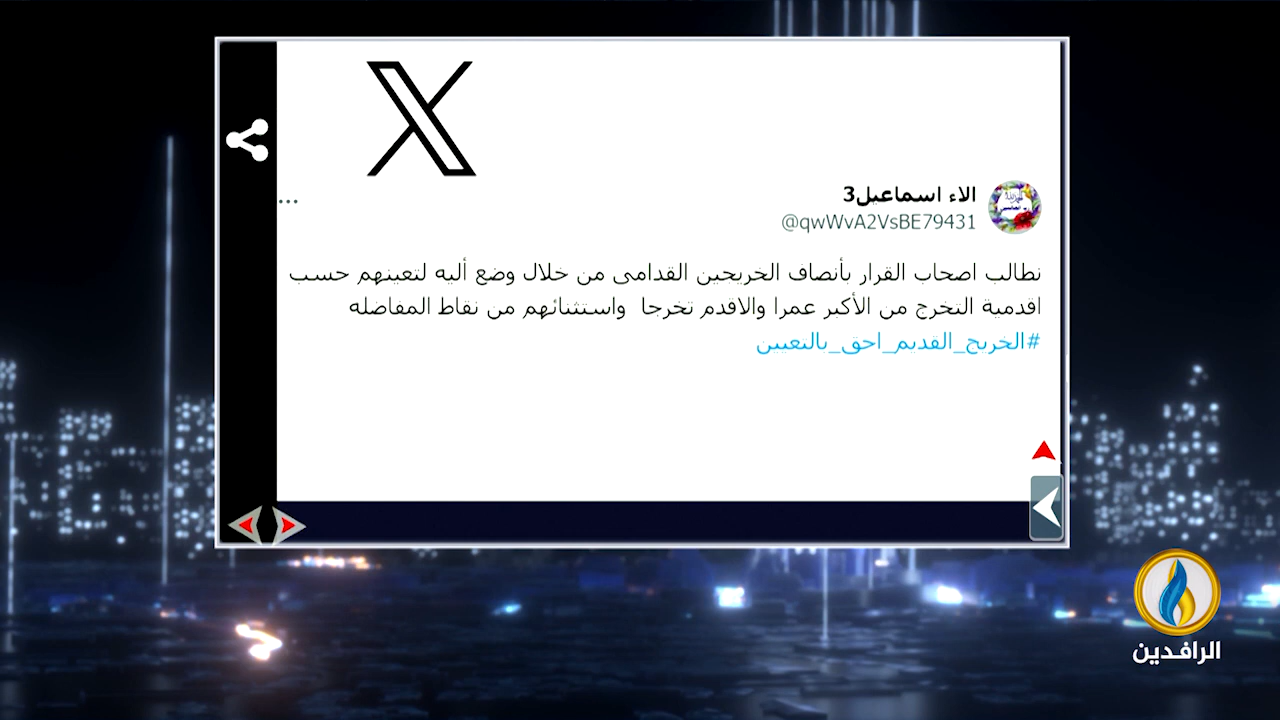 الاء اسماعيل3
@qwWvA2VsBE79431
...
نطالب اصحاب القرار بأنصاف الخريجين القدامى من خلال وضع أليه لتعينهم حسب
اقدمية التخرج من الأكبر عمرا والاقدم تخرجا واستثنائهم من نقاط المفاضله
#الخريج_القديم_احق_بالتعيين
الرافدين